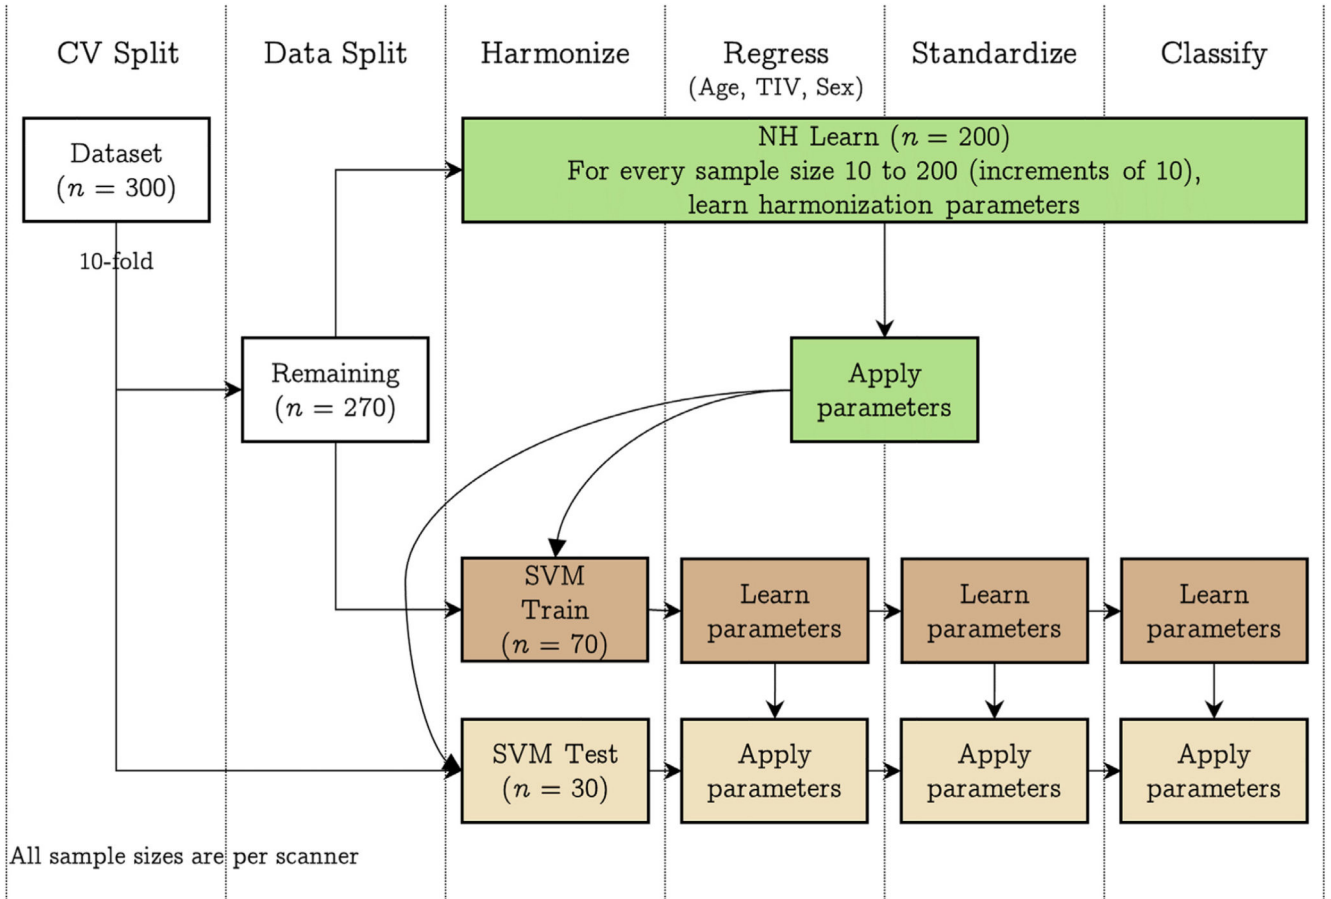 CV Split
Data Split
Harmonize
Regress
(Age, TIV, Sex)
Standardize
Classify
Dataset
(n = 300)
NH Learn (n = 200)
For every sample size 10 to 200 (increments of 10),
learn harmonization parameters
10-fold
Remaining
(n = 270)
Apply
parameters
SVM
Train
(n = 70)
Learn
parameters
Learn
parameters
Learn
parameters
SVM Test
(n = 30)
Apply
parameters
Apply
parameters
Apply
parameters
All sample sizes are per scanner